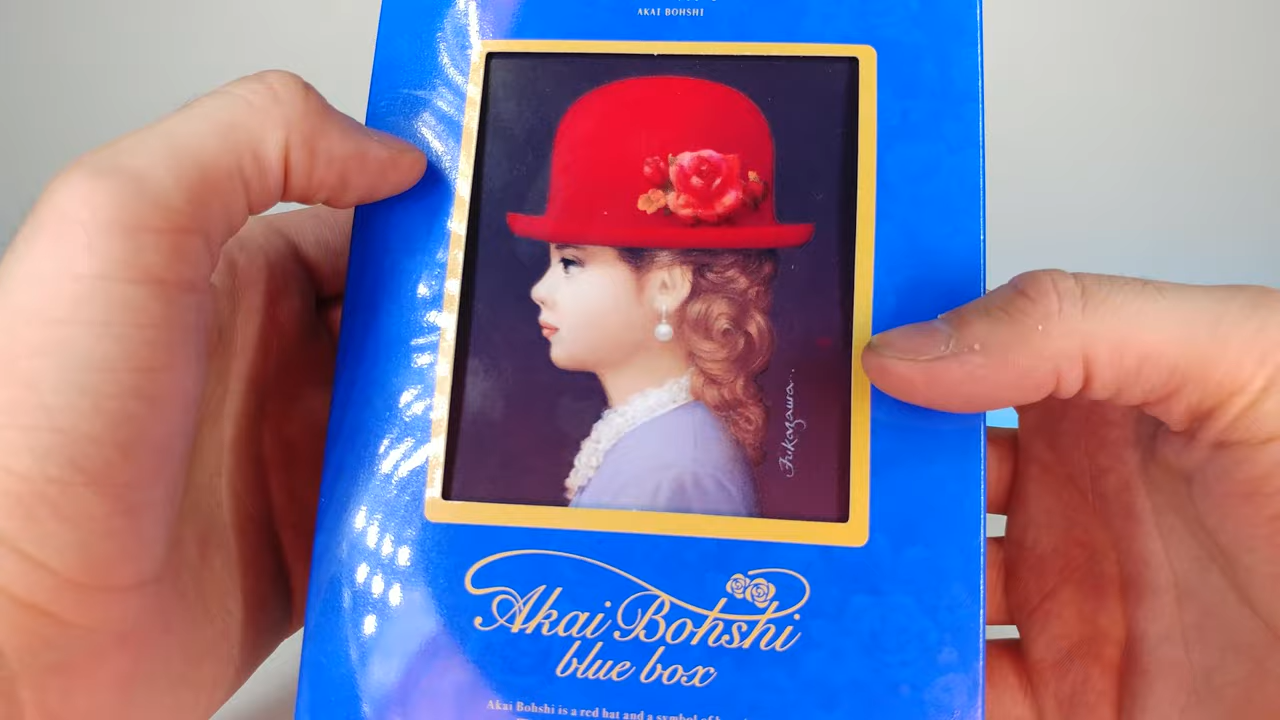 AKAI BOHSHI
Fukazawa..
Akai Bohshi
blue box
Akai Bohshi is a red hat and a symbol of